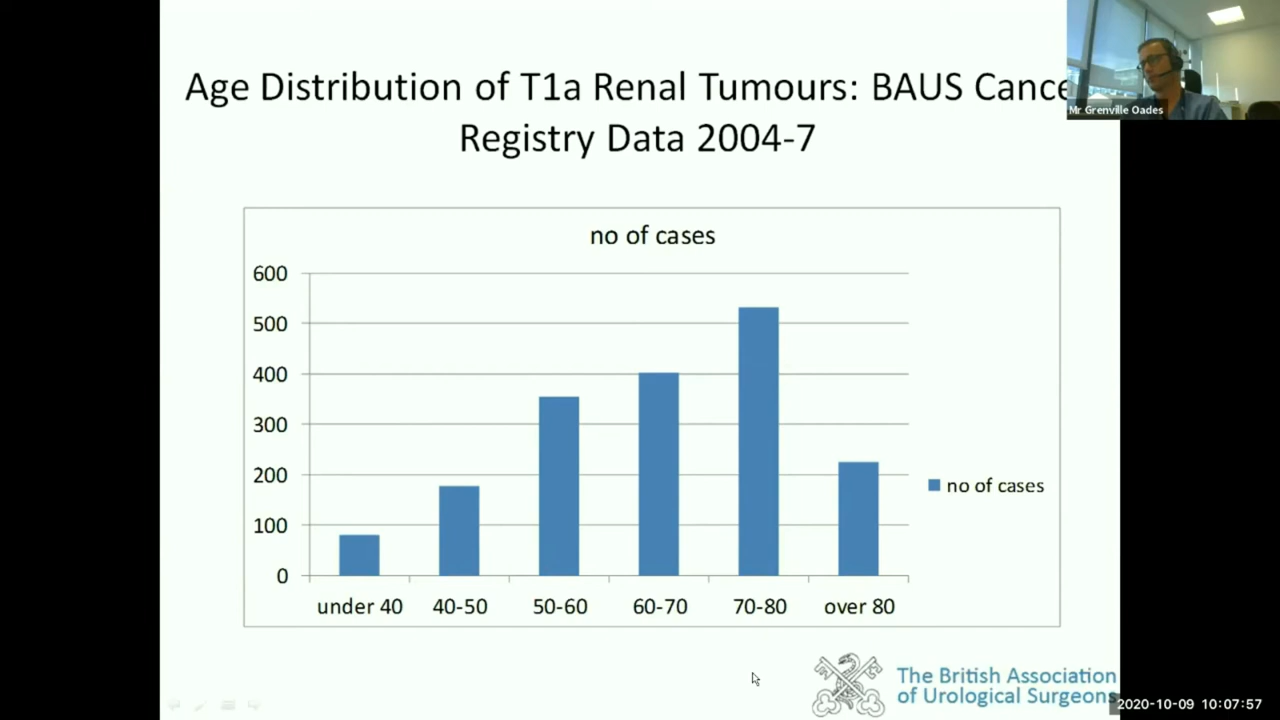 Age Distribution of T1a Renal Tumours: BAUS Cance
Registry Data 2004-7
Mr Grenville Oades
no of cases
600
500
400
300
200
100
0
no of cases
under 40 40-50 50-60 60-70 70-80 over 80
The British Association
of Urological Surgeons
2020-10-09 10:07:57